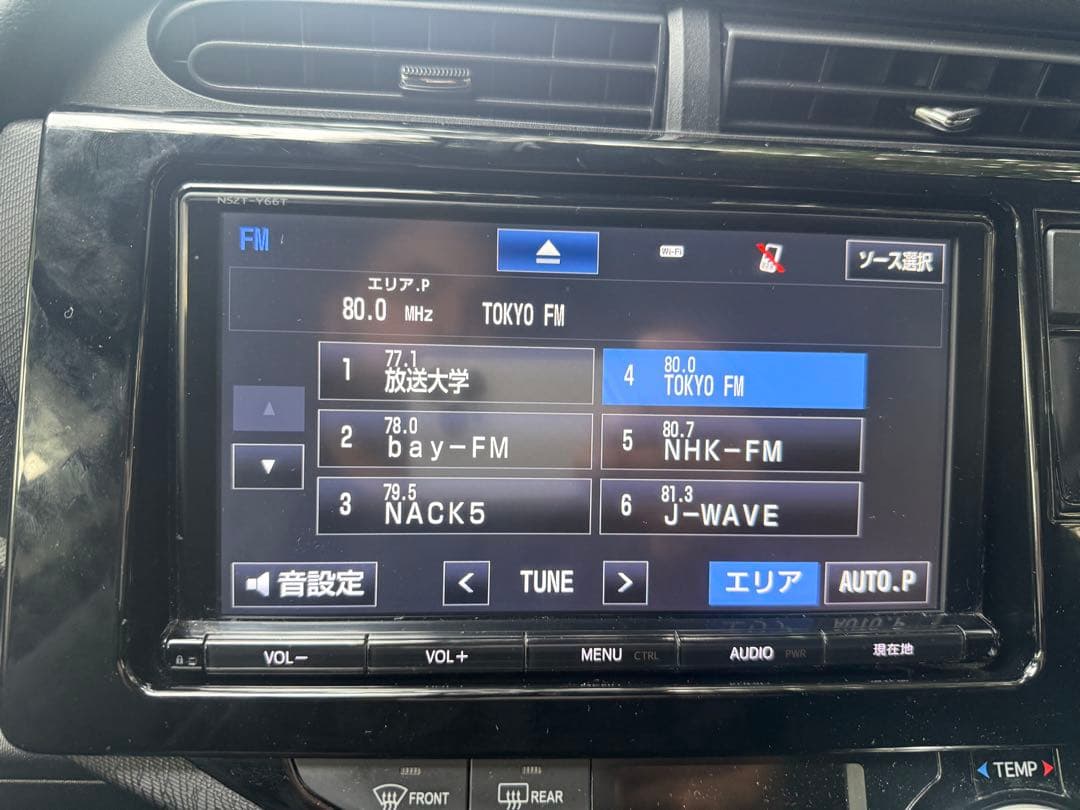 NSZT-Y66T
FM
Wi-Fi
ソース選択
エリア.P
80.0 MHz TOKYO FM
1 77.1 放送大学
4 80.0 TOKYO FM
2 78.0 bay-FM
5 80.7 NHK-FM
3 79.5 NACK5
6 81.3 J-WAVE
音設定
< TUNE >
エリア
AUTO.P
VOL-
VOL+
MENU CTRL
AUDIO PWR
現在地
FRONT
REAR
TEMP